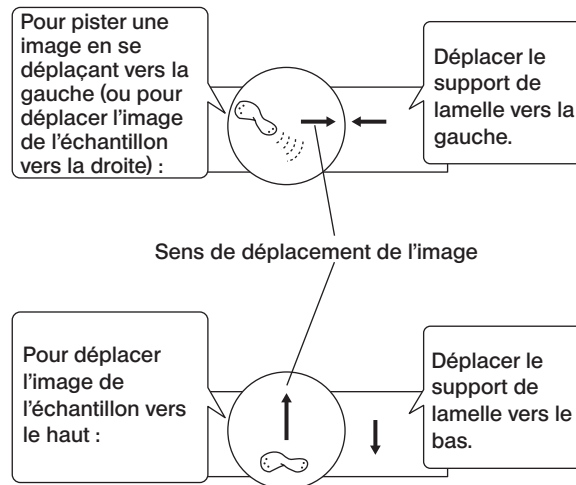 Pour pister une
image en se
déplaçant vers la
gauche (ou pour
déplacer l'image
de l'échantillon
vers la droite) :
Déplacer le
support de
lamelle vers la
gauche.
Sens de déplacement de l'image
Pour déplacer
l'image de
l'échantillon vers
le haut :
Déplacer le
support de
lamelle vers le
bas.